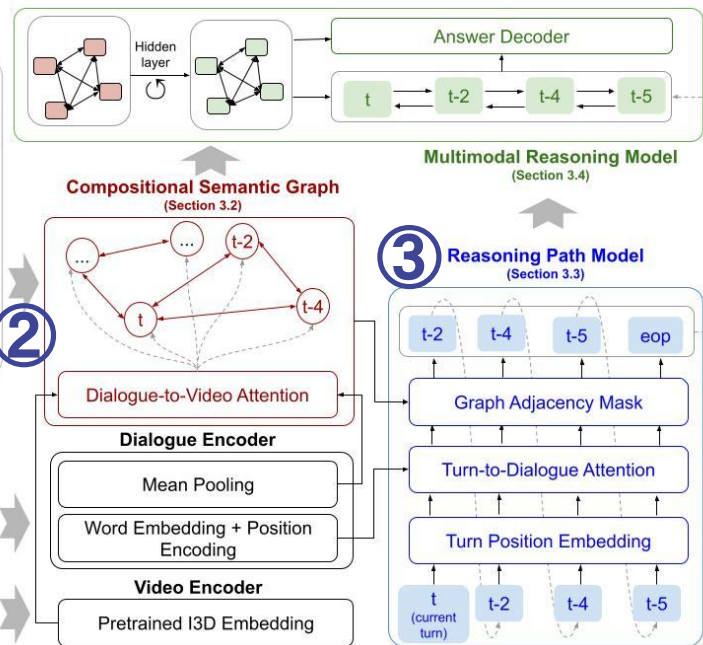 Hidden
layer
Answer Decoder
t
t-2
t-4
t-5
Multimodal Reasoning Model
(Section 3.4)
Compositional Semantic Graph
(Section 3.2)
...
...
t-2
t
t-4
2
Dialogue-to-Video Attention
Dialogue Encoder
Mean Pooling
Word Embedding + Position
Encoding
Video Encoder
Pretrained I3D Embedding
3
Reasoning Path Model
(Section 3.3)
t-2
t-4
t-5
eop
Graph Adjacency Mask
Turn-to-Dialogue Attention
Turn Position Embedding
t
(current
turn)
t-2
t-4
t-5